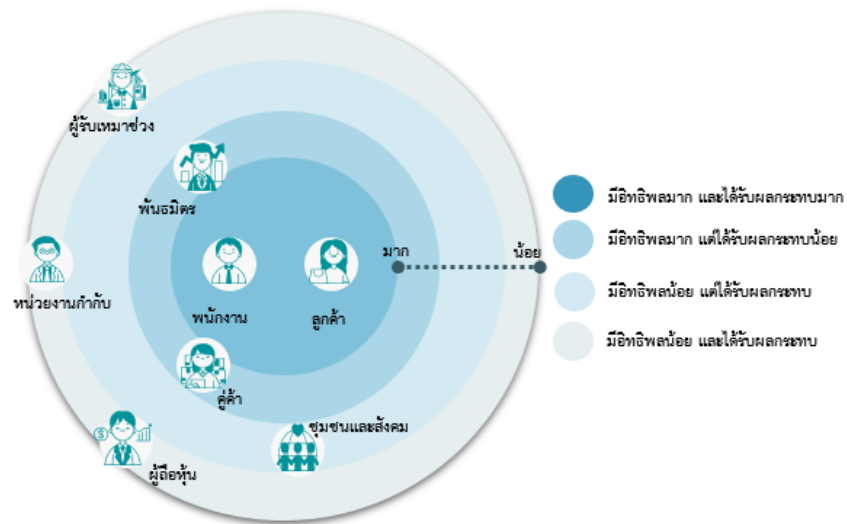 ผู้รับเหมาช่วง
พันธมิตร
หน่วยงานกำกับ
พนักงาน
ลูกค้า
มาก
น้อย
คู่ค้า
ชุมชนและสังคม
ผู้ถือหุ้น
มีอิทธิพลมาก และได้รับผลกระทบมาก
มีอิทธิพลมาก แต่ได้รับผลกระทบน้อย
มีอิทธิพลน้อย แต่ได้รับผลกระทบ
มีอิทธิพลน้อย และได้รับผลกระทบ